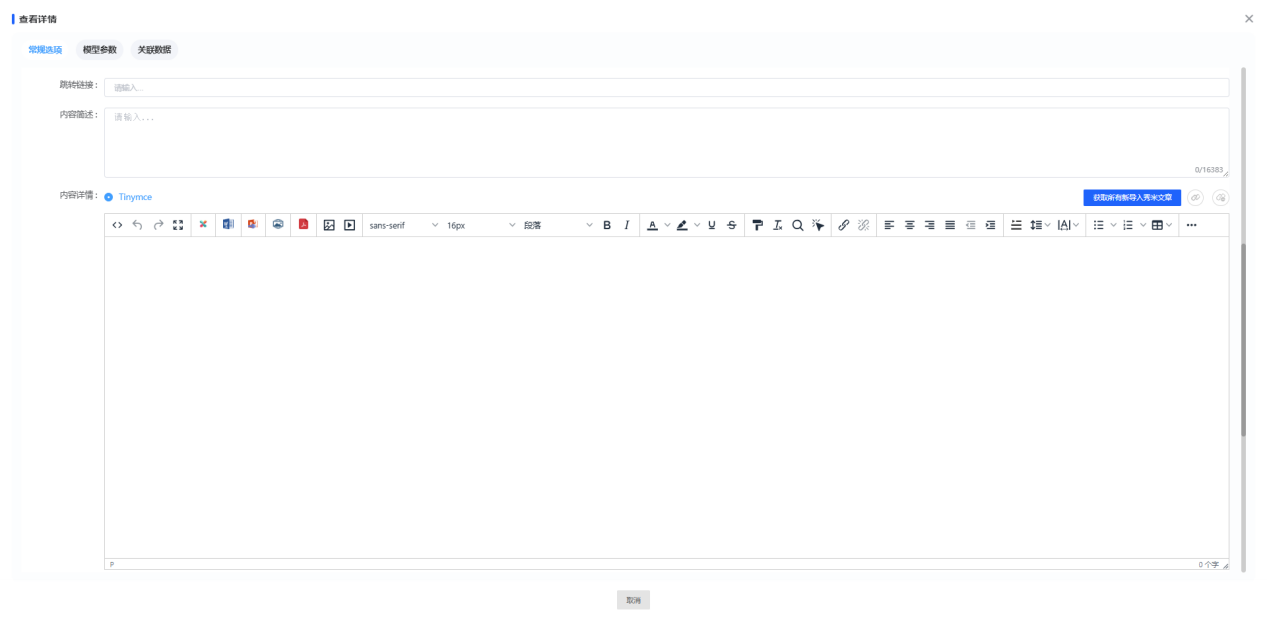 查看详情
常规选项 模型参数 关联数据
跳转链接： 请输入...
内容简述： 请输入...
0/16383
内容详情： Tinymce 获取所有新导入秀米文章
sans-serif 16px 段落 B I A U S
P 0 个字
取消